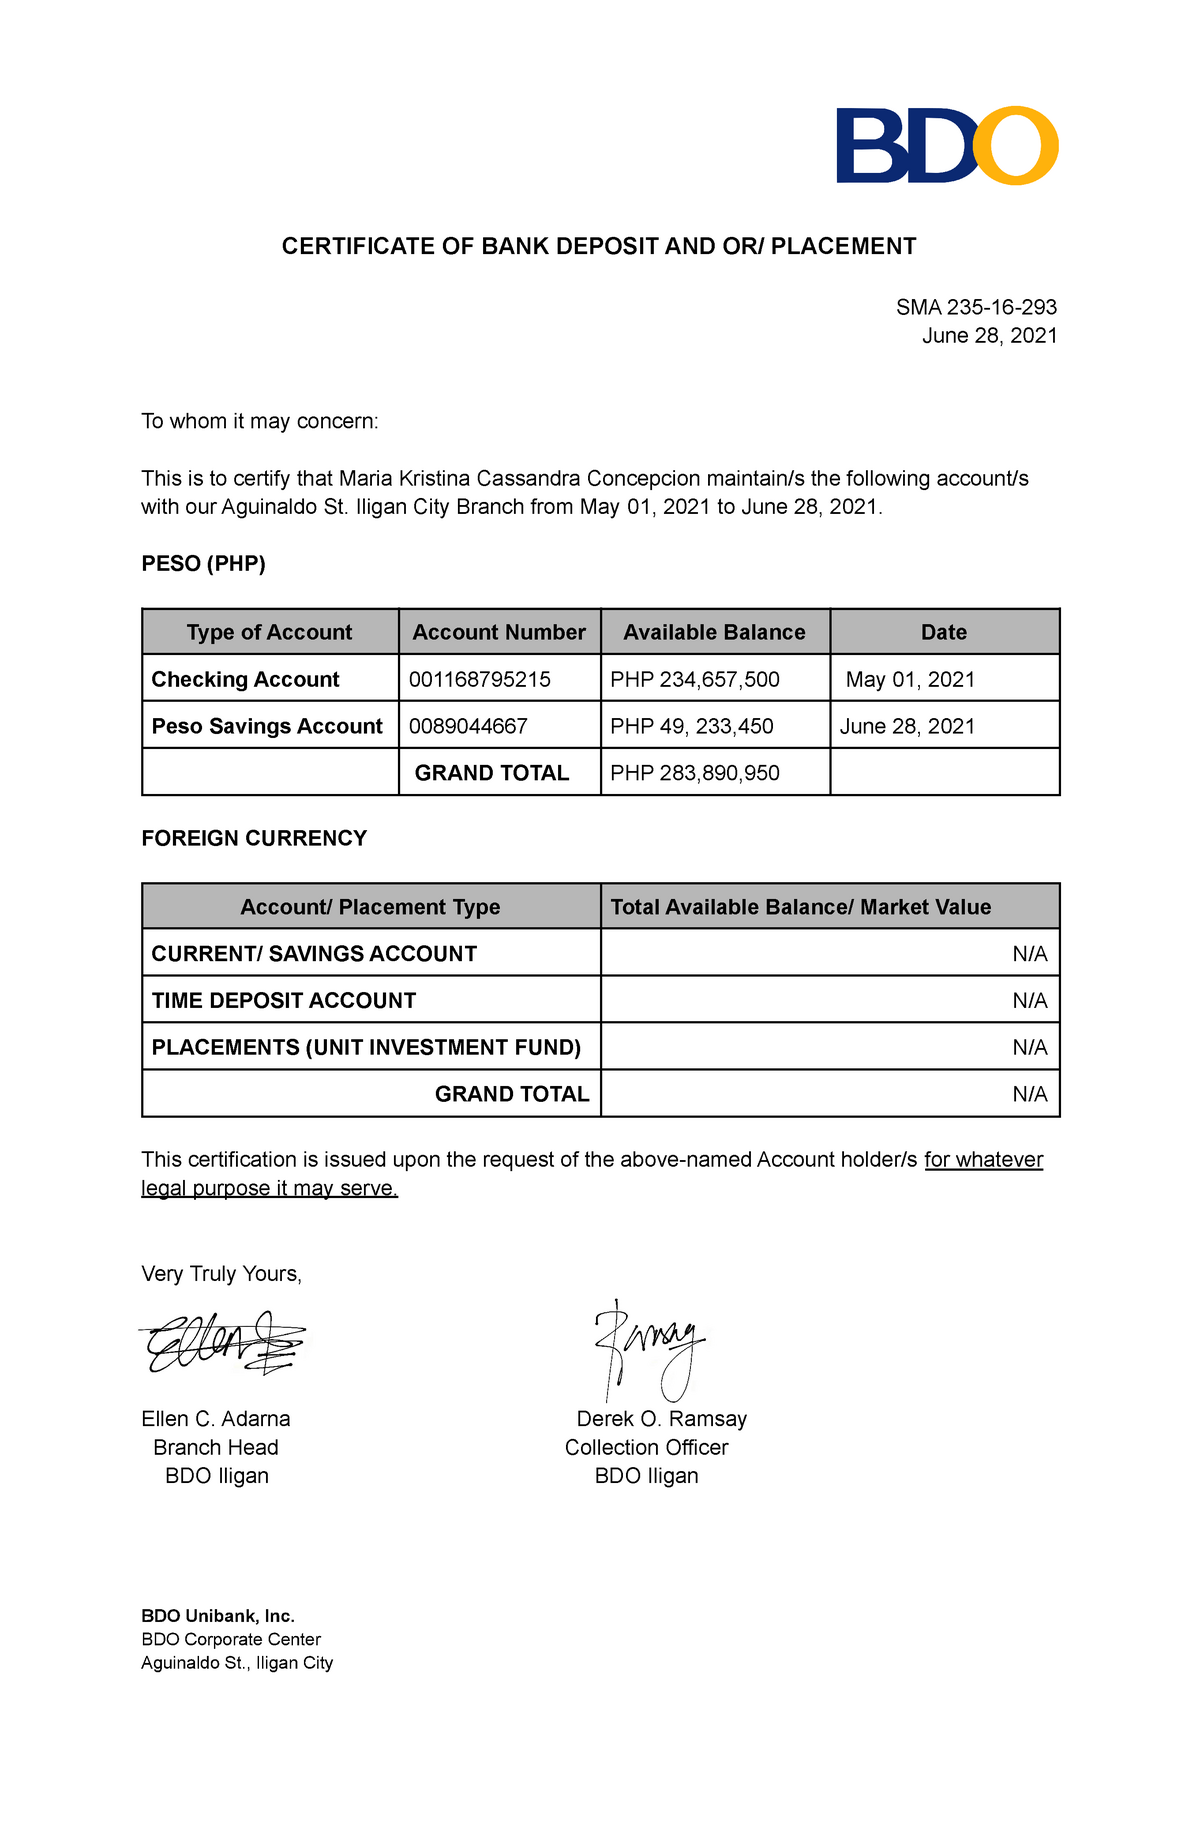 BDO
CERTIFICATE OF BANK DEPOSIT AND OR/ PLACEMENT
SMA 235-16-293
June 28, 2021
To whom it may concern:
This is to certify that Maria Kristina Cassandra Concepcion maintain/s the following account/s
with our Aguinaldo St. Iligan City Branch from May 01, 2021 to June 28, 2021.
PESO (PHP)
Type of Account Account Number Available Balance Date
Checking Account 001168795215 PHP 234,657,500 May 01, 2021
Peso Savings Account 0089044667 PHP 49, 233,450 June 28, 2021
GRAND TOTAL PHP 283,890,950
FOREIGN CURRENCY
Account/ Placement Type Total Available Balance/ Market Value
CURRENT/ SAVINGS ACCOUNT N/A
TIME DEPOSIT ACCOUNT N/A
PLACEMENTS (UNIT INVESTMENT FUND) N/A
GRAND TOTAL N/A
This certification is issued upon the request of the above-named Account holder/s for whatever
legal purpose it may serve.
Very Truly Yours,
Ellen Ramsay
Ellen C. Adarna Derek O. Ramsay
Branch Head Collection Officer
BDO Iligan BDO Iligan
BDO Unibank, Inc.
BDO Corporate Center
Aguinaldo St., Iligan City